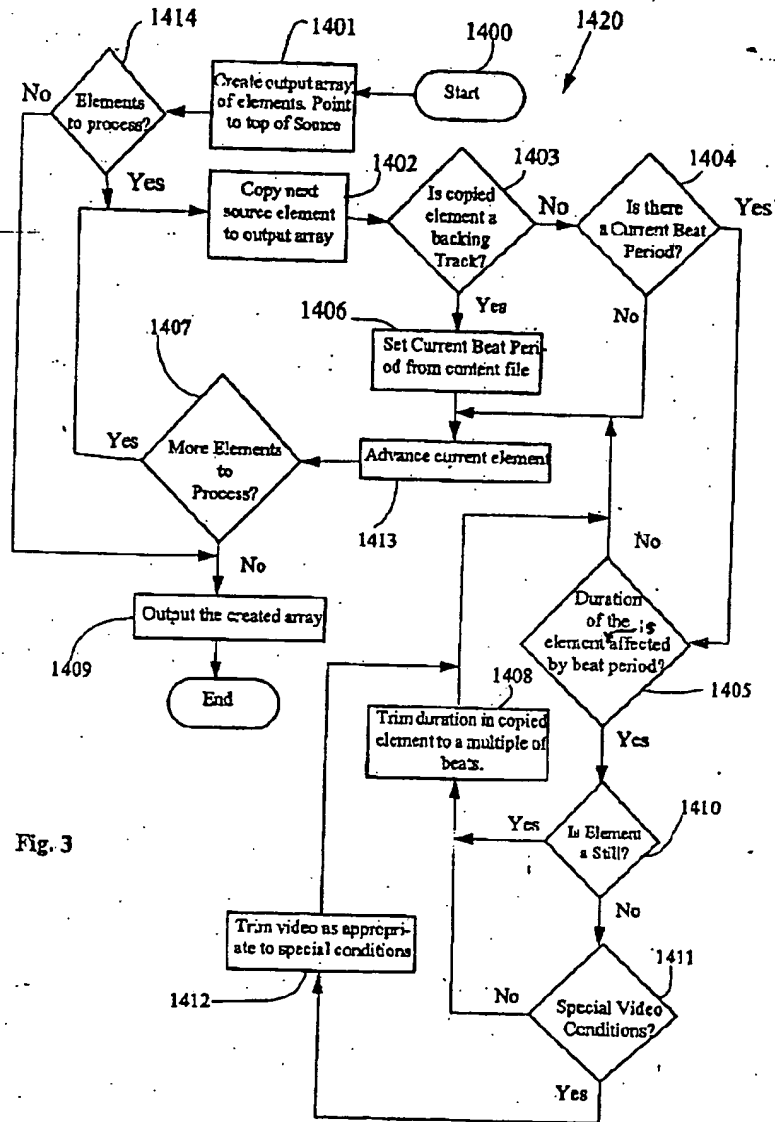 1414
1401
1400
1420
No
Elements
to process?
Create output array
of elements. Point
to top of Source
Start
Yes
1402
Copy next
source element
to output array
1403
Is copied
element a
backing
Track?
No
1404
Is there
a Current Beat
Period?
Yes
Yes
No
1406
Set Current Beat Peri-
od from content file
1407
More Elements
to
Process?
Yes
Advance current element
1413
No
No
Output the created array
1409
End
Duration
of the
element is affected
by beat period?
1405
1408
Trim duration in copied
element to a multiple of
beats.
Yes
Fig. 3
Yes
Is Element
a Still?
1410
No
Trim video as appropri-
ate to special conditions
1412
1411
No
Special Video
Conditions?
Yes